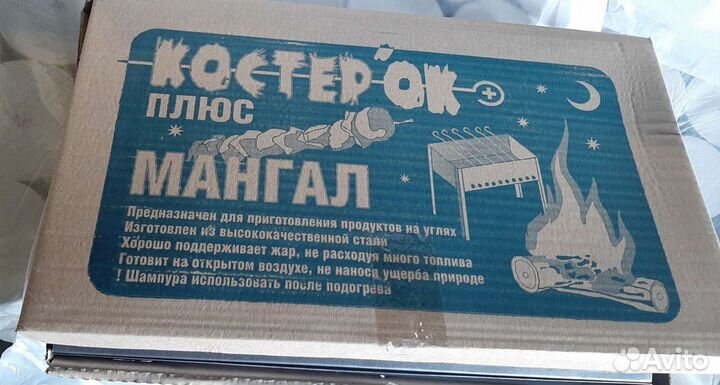 КОСТЕР'ОК +
ПЛЮС
МАНГАЛ
Предназначен для приготовления продуктов на углях
Изготовлен из высококачественной стали
Хорошо поддерживает жар, не расходуя много топлива
Готовит на открытом воздухе, не нанося ущерба природе
! Шампура использовать после подогрева
Avito